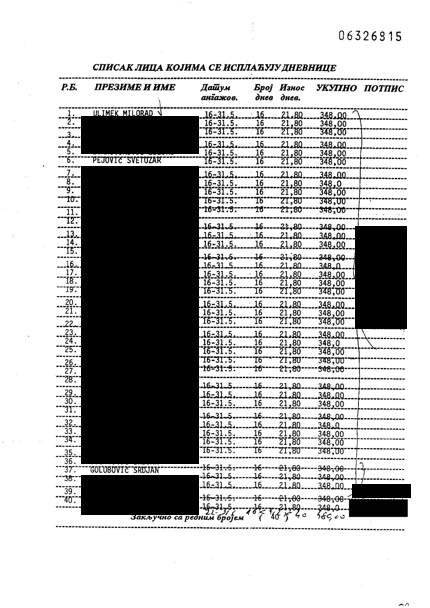 06326815
СПИСАК ЛИЦА КОЈИМА СЕ ИСПЛАЋУЈУ ДНЕВНИЦЕ
Р.Б. ПРЕЗИМЕ И ИМЕ Датум ангажов. Број днев Износ днев. УКУПНО ПОТПИС
1. ULIMEK MILORAD 16-31.5. 16 21,80 348,00
2. 16-31.5. 16 21,80 348,00
3. 16-31.5. 16 21,80 348,00
4. 16-31.5. 16 21,80 348,00
5. 16-31.5. 16 21,80 348,00
6. PEJOVIĆ SVETOZAR 16-31.5. 16 21,80 348,00
7. 16-31.5. 16 21,80 348,00
8. 16-31.5. 16 21,80 348,0
9. 16-31.5. 16 21,80 348,00
10. 16-31.5. 16 21,80 348,00
11. 16-31.5. 16 21,80 348,00
12.
13. 16-31.5. 16 21,80 348,00
14. 16-31.5. 16 21,80 348,00
15. 16-31.5. 16 21,80 348,00
16. 16-31.5. 16 21,80 348,0
17. 16-31.5. 16 21,80 348,00
18. 16-31.5. 16 21,80 348,00
19. 16-31.5. 16 21,80 348,00
20. 16-31.5. 16 21,80 348,00
21. 16-31.5. 16 21,80 348,00
22. 16-31.5. 16 21,80 348,00
23. 16-31.5. 16 21,80 348,00
24. 16-31.5. 16 21,80 348,0
25. 16-31.5. 16 21,80 348,00
26. 16-31.5. 16 21,80 348,00
27. 16-31.5. 16 21,80 348,00
28. 16-31.5. 16 21,80 348,00
29. 16-31.5. 16 21,80 348,00
30. 16-31.5. 16 21,80 348,00
31. 16-31.5. 16 21,80 348,00
32. 16-31.5. 16 21,80 348,0
33. 16-31.5. 16 21,80 348,00
34. 16-31.5. 16 21,80 348,00
35. 16-31.5. 16 21,80 348,00
36.
37. GOLUBOVIĆ SRDJAN 16-31.5. 16 21,80 348,00
38. 16-31.5. 16 21,80 348,00
39. 16-31.5. 16 21,80 348,00
40. 16-31.5. 16 21,80 348,0
Закључно са редним бројем